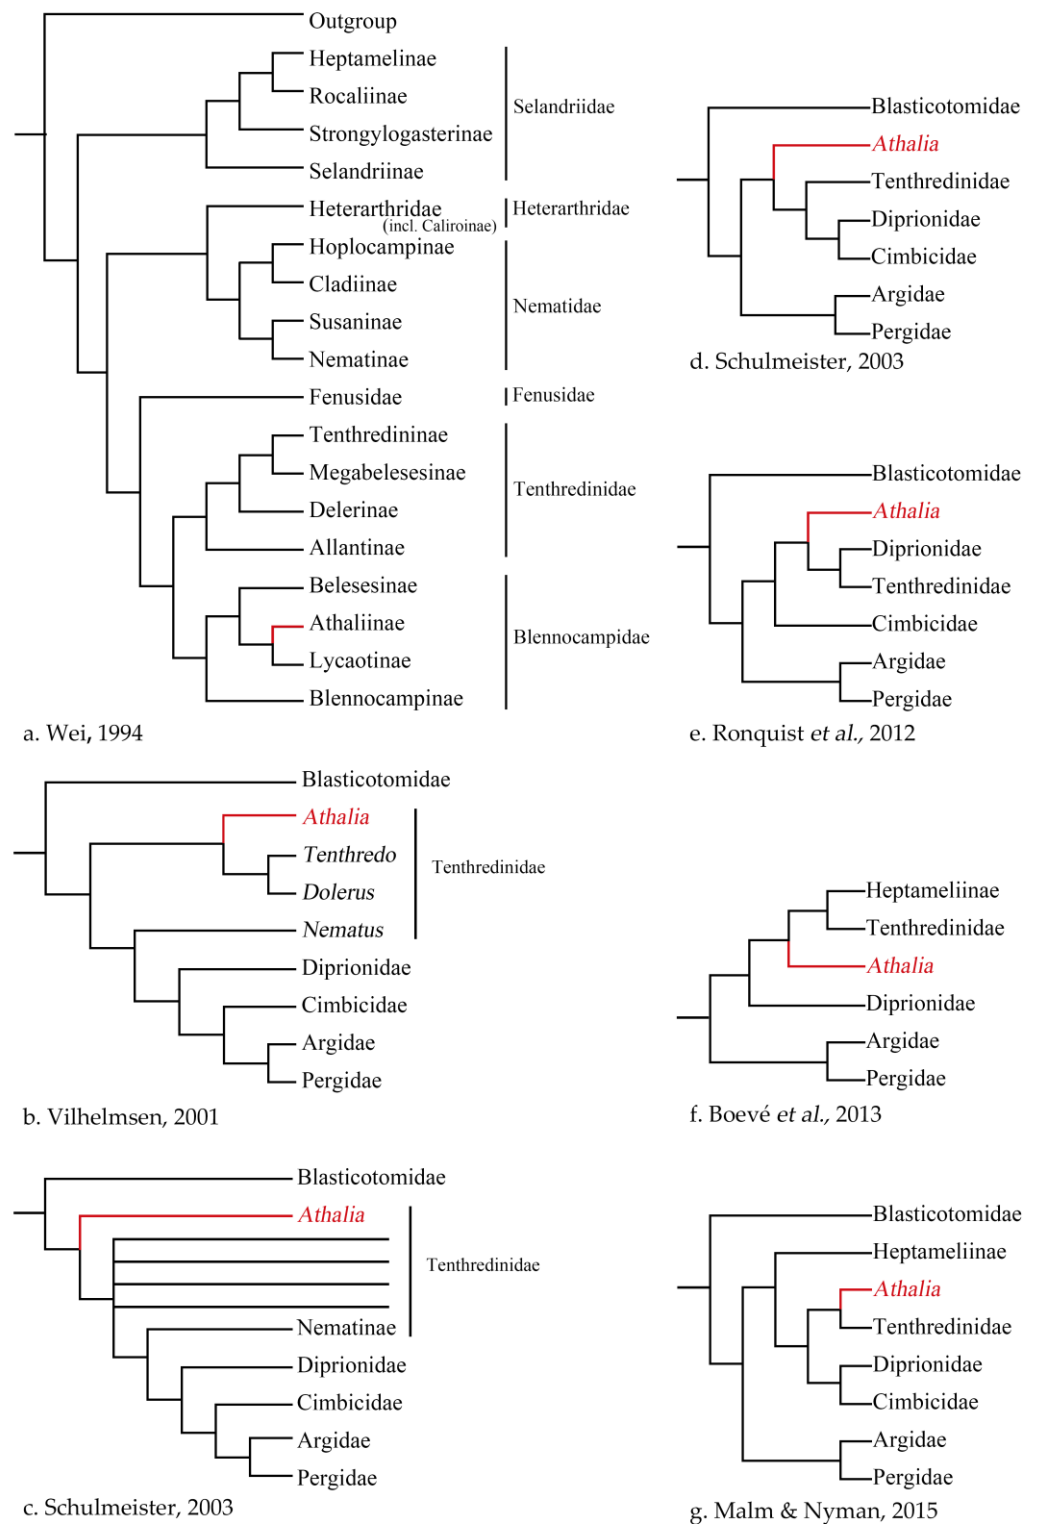 Outgroup
Heptamelinae
Rocaliinae
Strongylogasterinae
Selandriinae
Selandriidae
Heterarthridae
(incl. Caliroinae)
Heterarthridae
Hoplocampinae
Cladiinae
Susaninae
Nematinae
Nematidae
Fenusidae
Fenusidae
Tenthredininae
Megabelesesinae
Delerinae
Allantinae
Tenthredinidae
Belesesinae
Athaliinae
Lycaotinae
Blennocampinae
Blennocampidae
a. Wei, 1994
Blasticotomidae
Athalia
Tenthredo
Dolerus
Nematus
Tenthredinidae
Diprionidae
Cimbicidae
Argidae
Pergidae
b. Vilhelmsen, 2001
Blasticotomidae
Athalia
Tenthredinidae
Nematinae
Diprionidae
Cimbicidae
Argidae
Pergidae
c. Schulmeister, 2003
Blasticotomidae
Athalia
Tenthredinidae
Diprionidae
Cimbicidae
Argidae
Pergidae
d. Schulmeister, 2003
Blasticotomidae
Athalia
Diprionidae
Tenthredinidae
Cimbicidae
Argidae
Pergidae
e. Ronquist et al., 2012
Heptameliinae
Tenthredinidae
Athalia
Diprionidae
Argidae
Pergidae
f. Boevé et al., 2013
Blasticotomidae
Heptameliinae
Athalia
Tenthredinidae
Diprionidae
Cimbicidae
Argidae
Pergidae
g. Malm & Nyman, 2015